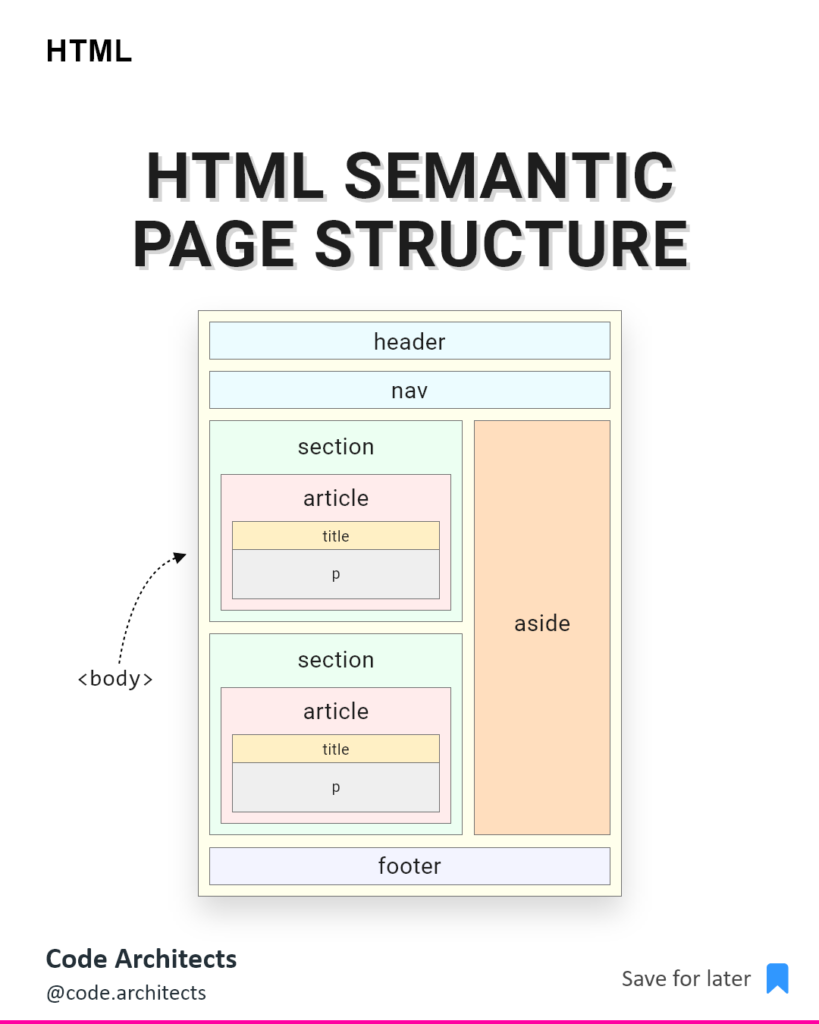 HTML
HTML SEMANTIC
PAGE STRUCTURE
header
nav
section
article
title
p
aside
<body>
section
article
title
p
footer
Code Architects
@code.architects
Save for later